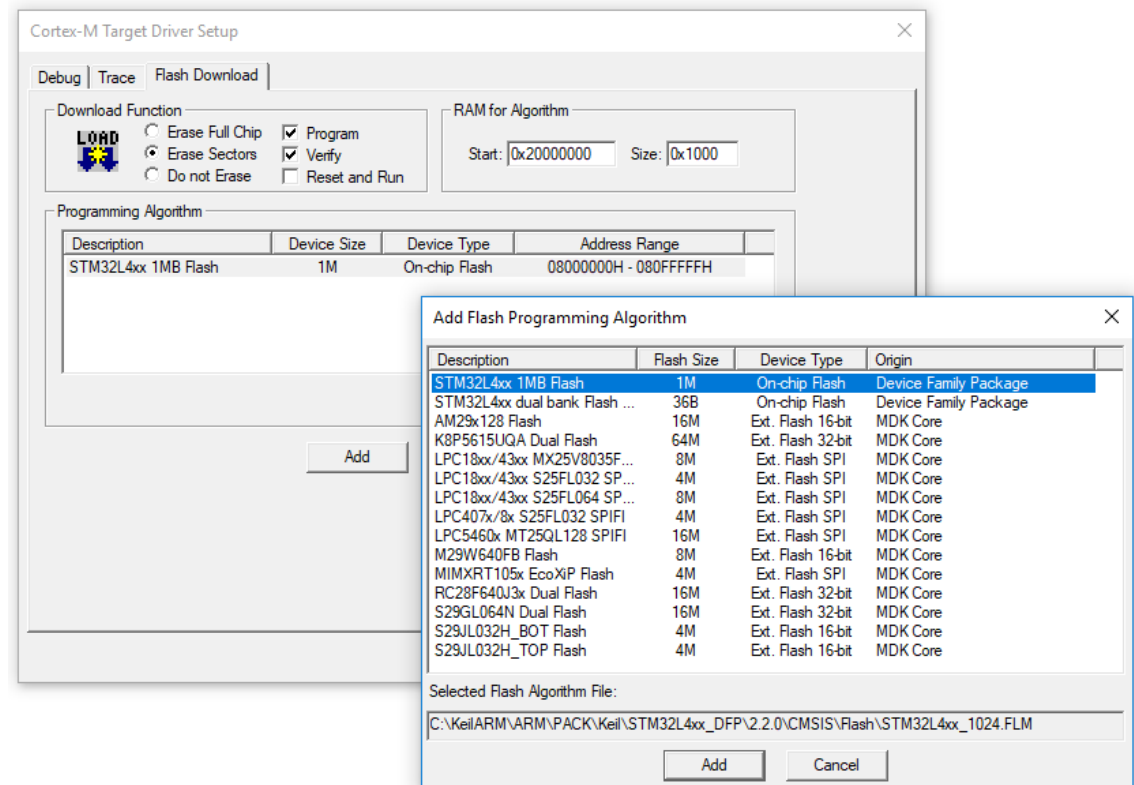 Cortex-M Target Driver Setup
Debug Trace Flash Download
Download Function
LOAD
Erase Full Chip Program
Erase Sectors Verify
Do not Erase Reset and Run
RAM for Algorithm
Start: 0x20000000 Size: 0x1000
Programming Algorithm
Description Device Size Device Type Address Range
STM32L4xx 1MB Flash 1M On-chip Flash 08000000H - 080FFFFFH
Add
Add Flash Programming Algorithm
Description Flash Size Device Type Origin
STM32L4xx 1MB Flash 1M On-chip Flash Device Family Package
STM32L4xx dual bank Flash ... 36B On-chip Flash Device Family Package
AM29x128 Flash 16M Ext. Flash 16-bit MDK Core
K8P5615UQA Dual Flash 64M Ext. Flash 32-bit MDK Core
LPC18xx/43xx MX25V8035F... 8M Ext. Flash SPI MDK Core
LPC18xx/43xx S25FL032 SP... 4M Ext. Flash SPI MDK Core
LPC18xx/43xx S25FL064 SP... 8M Ext. Flash SPI MDK Core
LPC407x/8x S25FL032 SPIFI 4M Ext. Flash SPI MDK Core
LPC5460x MT25QL128 SPIFI 16M Ext. Flash SPI MDK Core
M29W640FB Flash 8M Ext. Flash 16-bit MDK Core
MIMXRT105x EcoXiP Flash 4M Ext. Flash SPI MDK Core
RC28F640J3x Dual Flash 16M Ext. Flash 32-bit MDK Core
S29GL064N Dual Flash 16M Ext. Flash 32-bit MDK Core
S29JL032H_BOT Flash 4M Ext. Flash 16-bit MDK Core
S29JL032H_TOP Flash 4M Ext. Flash 16-bit MDK Core
Selected Flash Algorithm File:
C:\KeilARM\ARM\PACK\Keil\STM32L4xx_DFP\2.2.0\CMSIS\Flash\STM32L4xx_1024.FLM
Add Cancel